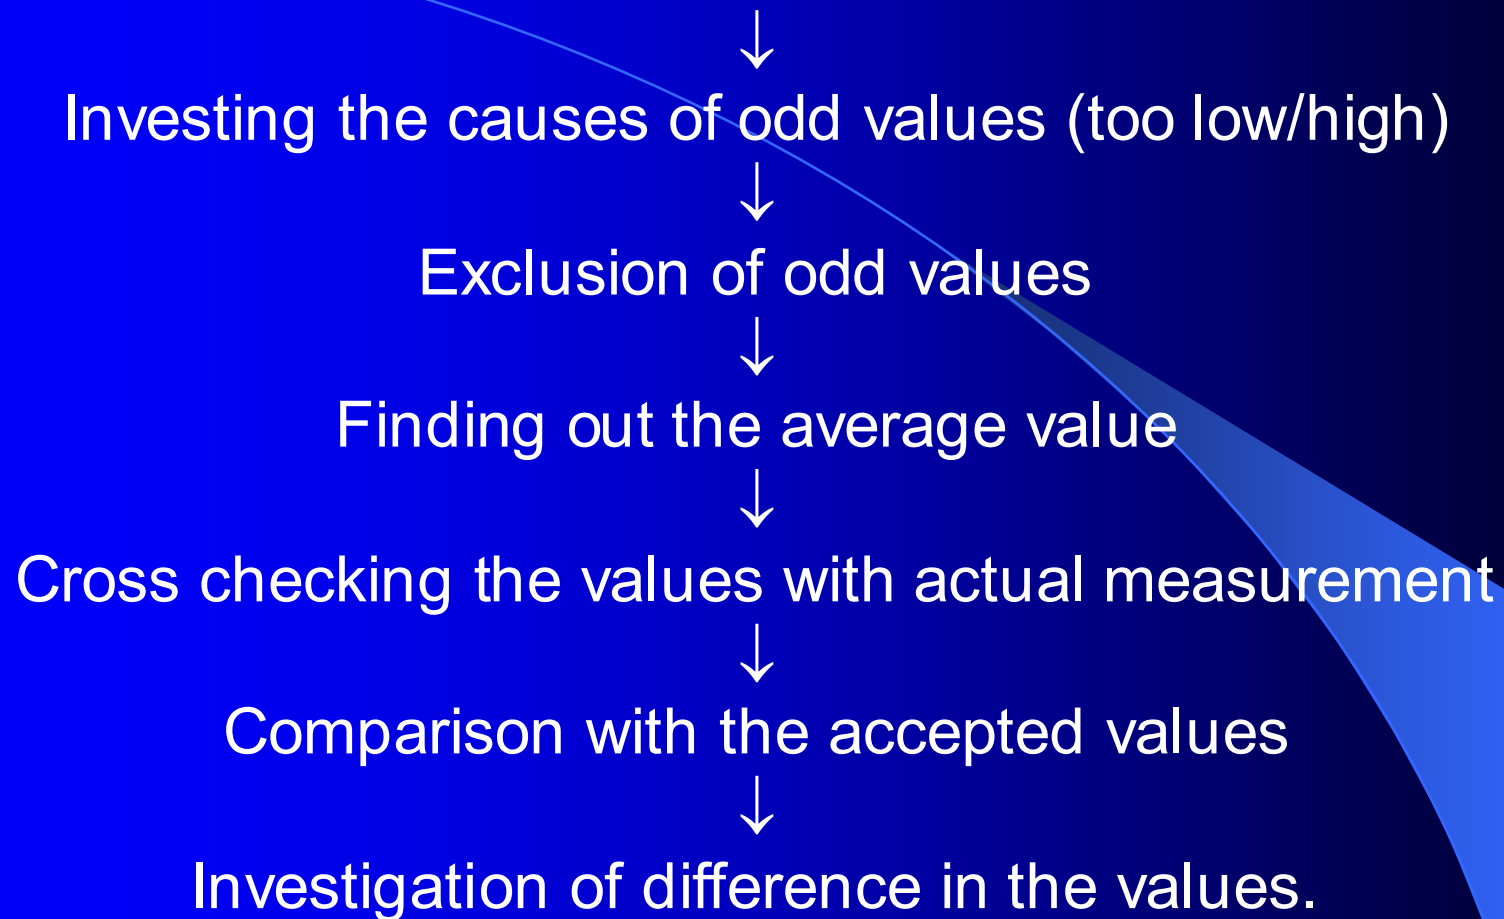 ↓
Investing the causes of odd values (too low/high)
↓
Exclusion of odd values
↓
Finding out the average value
↓
Cross checking the values with actual measurement
↓
Comparison with the accepted values
↓
Investigation of difference in the values.